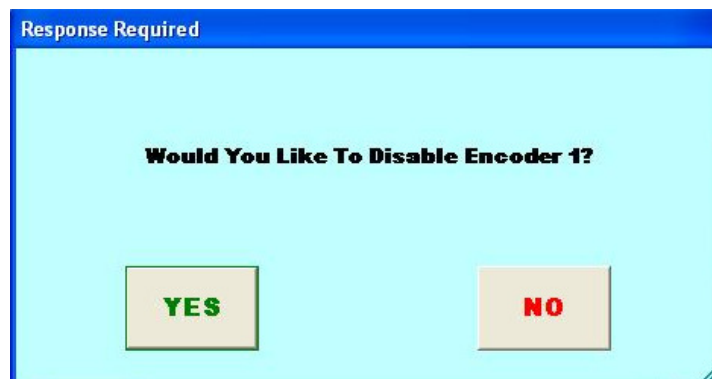 Response Required
Would You Like To Disable Encoder 1?
YES
NO